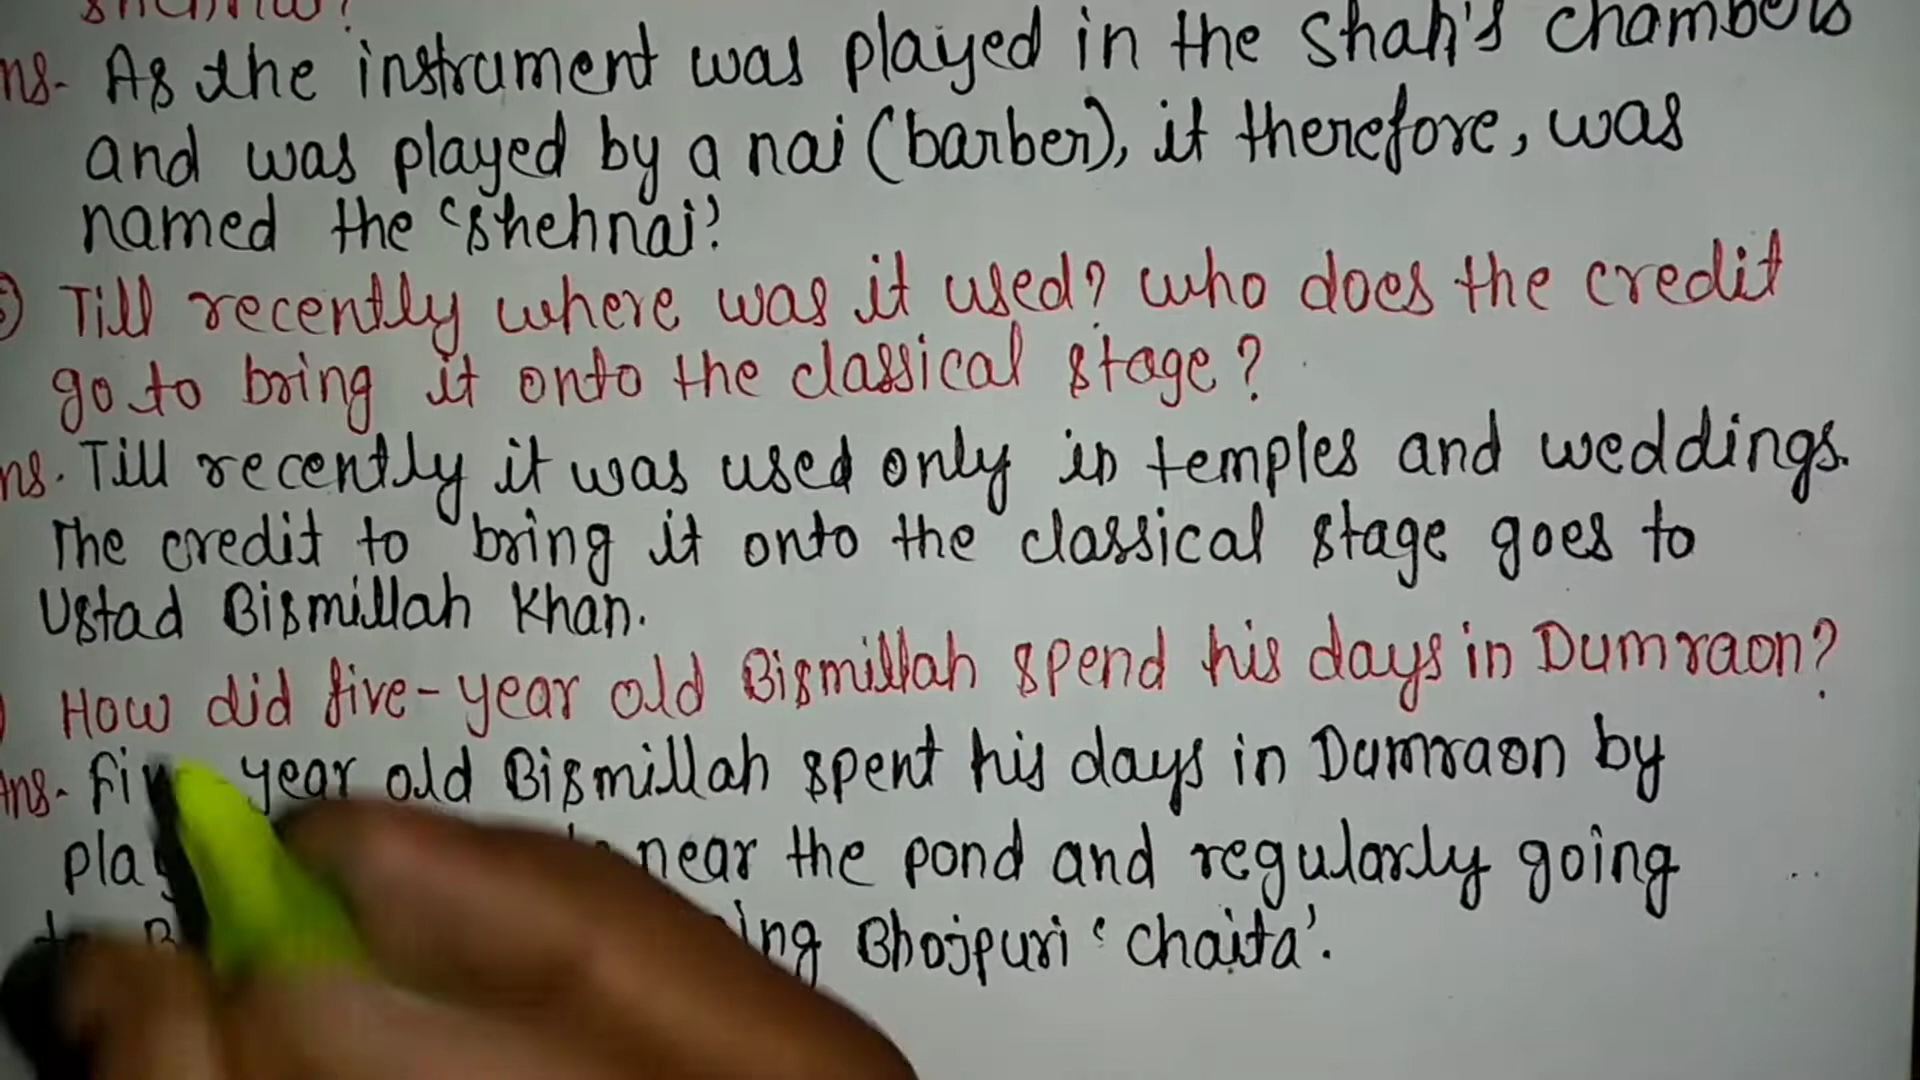 Ans- As the instrument was played in the Shah's chambers
and was played by a nai (barber), it therefore, was
named the 'shehnai'.
Till recently where was it used? who does the credit
go to bring it onto the classical stage?
Ans. Till recently it was used only in temples and weddings.
The credit to bring it onto the classical stage goes to
Ustad Bismillah Khan.
How did five-year old Bismillah spend his days in Dumraon?
Ans- year old Bismillah spent his days in Dumraon by
near the pond and regularly going
Bhojpuri 'chaita'.